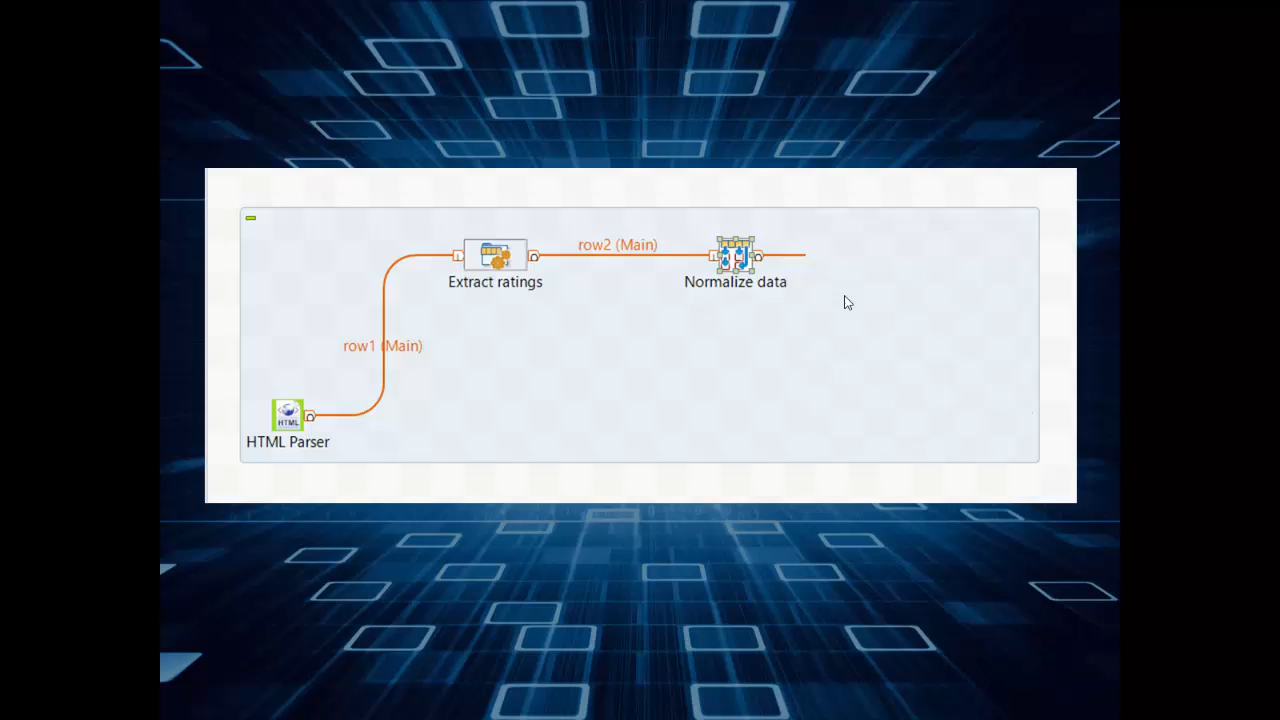 row2 (Main)
Extract ratings
Normalize data
row1 (Main)
HTML
HTML Parser